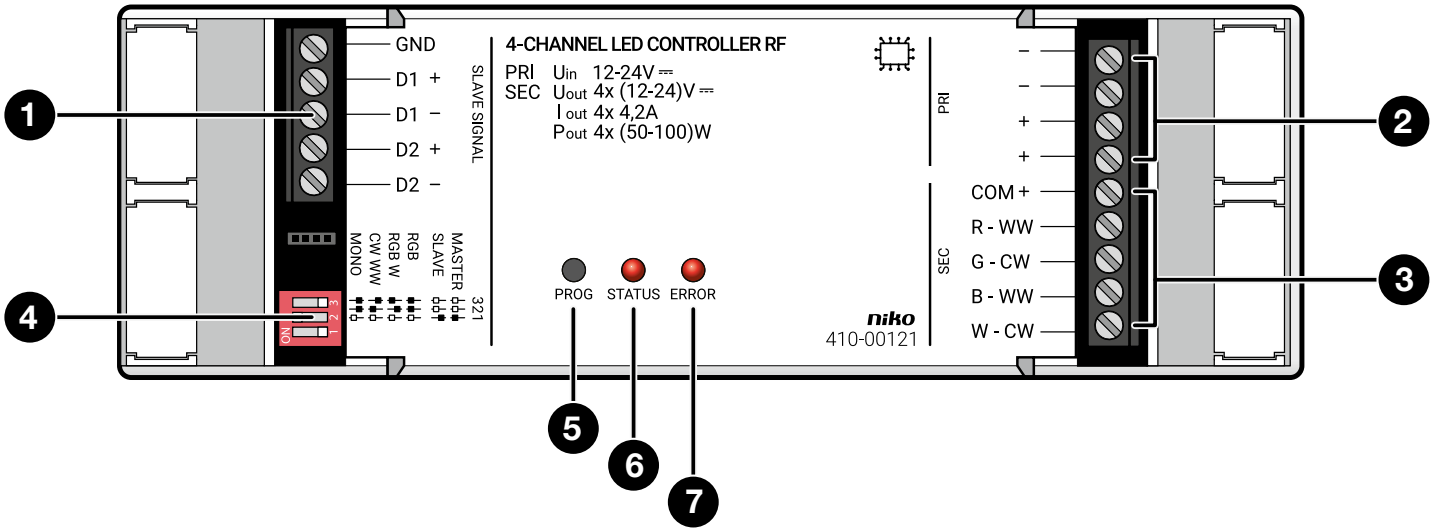 GND
D1 +
D1 −
D2 +
D2 −
SLAVE SIGNAL
4-CHANNEL LED CONTROLLER RF
PRI Uin 12-24V ⎓
SEC Uout 4x (12-24)V ⎓
I out 4x 4,2A
Pout 4x (50-100)W
PRI
−
−
+
+
SEC
COM +
R - WW
G - CW
B - WW
W - CW
MONO
CW WW
RGB W
RGB
SLAVE
MASTER
321
ON
1
2
3
PROG
STATUS
ERROR
niko
410-00121
1
2
3
4
5
6
7